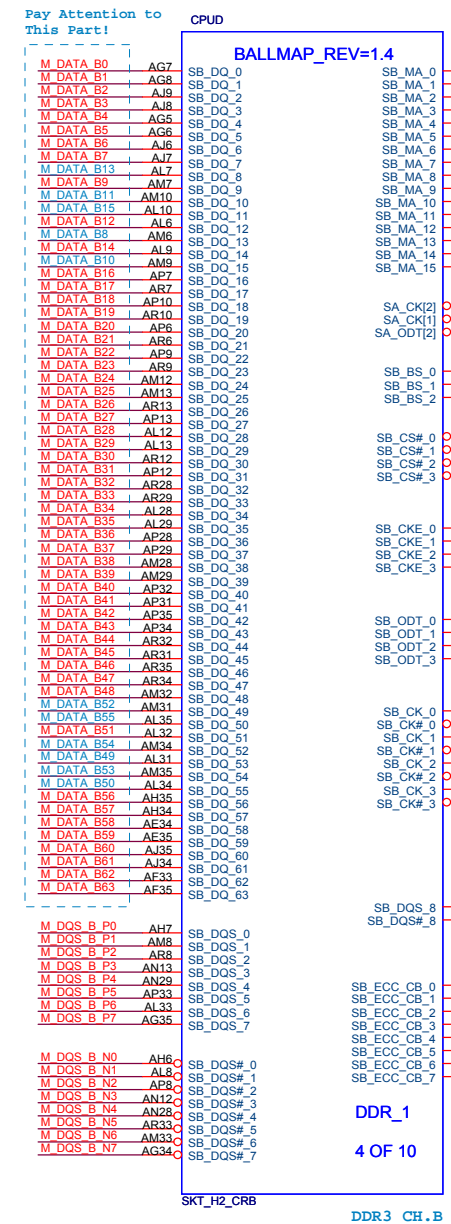 Pay Attention to
This Part!
CPUD
BALLMAP_REV=1.4
M_DATA_B0 AG7 SB_DQ_0 SB_MA_0
M_DATA_B1 AG8 SB_DQ_1 SB_MA_1
M_DATA_B2 AJ9 SB_DQ_2 SB_MA_2
M_DATA_B3 AJ8 SB_DQ_3 SB_MA_3
M_DATA_B4 AG5 SB_DQ_4 SB_MA_4
M_DATA_B5 AG6 SB_DQ_5 SB_MA_5
M_DATA_B6 AJ6 SB_DQ_6 SB_MA_6
M_DATA_B7 AJ7 SB_DQ_7 SB_MA_7
M_DATA_B13 AL7 SB_DQ_8 SB_MA_8
M_DATA_B9 AM7 SB_DQ_9 SB_MA_9
M_DATA_B11 AM10 SB_DQ_10 SB_MA_10
M_DATA_B15 AL10 SB_DQ_11 SB_MA_11
M_DATA_B12 AL6 SB_DQ_12 SB_MA_12
M_DATA_B8 AM6 SB_DQ_13 SB_MA_13
M_DATA_B14 AL9 SB_DQ_14 SB_MA_14
M_DATA_B10 AM9 SB_DQ_15 SB_MA_15
M_DATA_B16 AP7 SB_DQ_16
M_DATA_B17 AR7 SB_DQ_17
M_DATA_B18 AP10 SB_DQ_18 SA_CK[2]
M_DATA_B19 AR10 SB_DQ_19 SA_CK[1]
M_DATA_B20 AP6 SB_DQ_20 SA_ODT[2]
M_DATA_B21 AR6 SB_DQ_21
M_DATA_B22 AP9 SB_DQ_22
M_DATA_B23 AR9 SB_DQ_23 SB_BS_0
M_DATA_B24 AM12 SB_DQ_24 SB_BS_1
M_DATA_B25 AM13 SB_DQ_25 SB_BS_2
M_DATA_B26 AR13 SB_DQ_26
M_DATA_B27 AP13 SB_DQ_27
M_DATA_B28 AL12 SB_DQ_28 SB_CS#_0
M_DATA_B29 AL13 SB_DQ_29 SB_CS#_1
M_DATA_B30 AR12 SB_DQ_30 SB_CS#_2
M_DATA_B31 AP12 SB_DQ_31 SB_CS#_3
M_DATA_B32 AR28 SB_DQ_32
M_DATA_B33 AR29 SB_DQ_33
M_DATA_B34 AL28 SB_DQ_34
M_DATA_B35 AL29 SB_DQ_35 SB_CKE_0
M_DATA_B36 AP28 SB_DQ_36 SB_CKE_1
M_DATA_B37 AP29 SB_DQ_37 SB_CKE_2
M_DATA_B38 AM28 SB_DQ_38 SB_CKE_3
M_DATA_B39 AM29 SB_DQ_39
M_DATA_B40 AP32 SB_DQ_40
M_DATA_B41 AP31 SB_DQ_41
M_DATA_B42 AP35 SB_DQ_42 SB_ODT_0
M_DATA_B43 AP34 SB_DQ_43 SB_ODT_1
M_DATA_B44 AR32 SB_DQ_44 SB_ODT_2
M_DATA_B45 AR31 SB_DQ_45 SB_ODT_3
M_DATA_B46 AR35 SB_DQ_46
M_DATA_B47 AR34 SB_DQ_47
M_DATA_B48 AM32 SB_DQ_48
M_DATA_B52 AM31 SB_DQ_49 SB_CK_0
M_DATA_B55 AL35 SB_DQ_50 SB_CK#_0
M_DATA_B51 AL32 SB_DQ_51 SB_CK_1
M_DATA_B54 AM34 SB_DQ_52 SB_CK#_1
M_DATA_B49 AL31 SB_DQ_53 SB_CK_2
M_DATA_B53 AM35 SB_DQ_54 SB_CK#_2
M_DATA_B50 AL34 SB_DQ_55 SB_CK_3
M_DATA_B56 AH35 SB_DQ_56 SB_CK#_3
M_DATA_B57 AH34 SB_DQ_57
M_DATA_B58 AE34 SB_DQ_58
M_DATA_B59 AE35 SB_DQ_59
M_DATA_B60 AJ35 SB_DQ_60
M_DATA_B61 AJ34 SB_DQ_61
M_DATA_B62 AF33 SB_DQ_62
M_DATA_B63 AF35 SB_DQ_63
SB_DQS_8
SB_DQS#_8
M_DQS_B_P0 AH7 SB_DQS_0
M_DQS_B_P1 AM8 SB_DQS_1
M_DQS_B_P2 AR8 SB_DQS_2
M_DQS_B_P3 AN13 SB_DQS_3
M_DQS_B_P4 AN29 SB_DQS_4 SB_ECC_CB_0
M_DQS_B_P5 AP33 SB_DQS_5 SB_ECC_CB_1
M_DQS_B_P6 AL33 SB_DQS_6 SB_ECC_CB_2
M_DQS_B_P7 AG35 SB_DQS_7 SB_ECC_CB_3
SB_ECC_CB_4
SB_ECC_CB_5
M_DQS_B_N0 AH6 SB_DQS#_0 SB_ECC_CB_6
M_DQS_B_N1 AL8 SB_DQS#_1 SB_ECC_CB_7
M_DQS_B_N2 AP8 SB_DQS#_2
M_DQS_B_N3 AN12 SB_DQS#_3
M_DQS_B_N4 AN28 SB_DQS#_4 DDR_1
M_DQS_B_N5 AR33 SB_DQS#_5
M_DQS_B_N6 AM33 SB_DQS#_6
M_DQS_B_N7 AG34 SB_DQS#_7 4 OF 10
SKT_H2_CRB
DDR3 CH.B